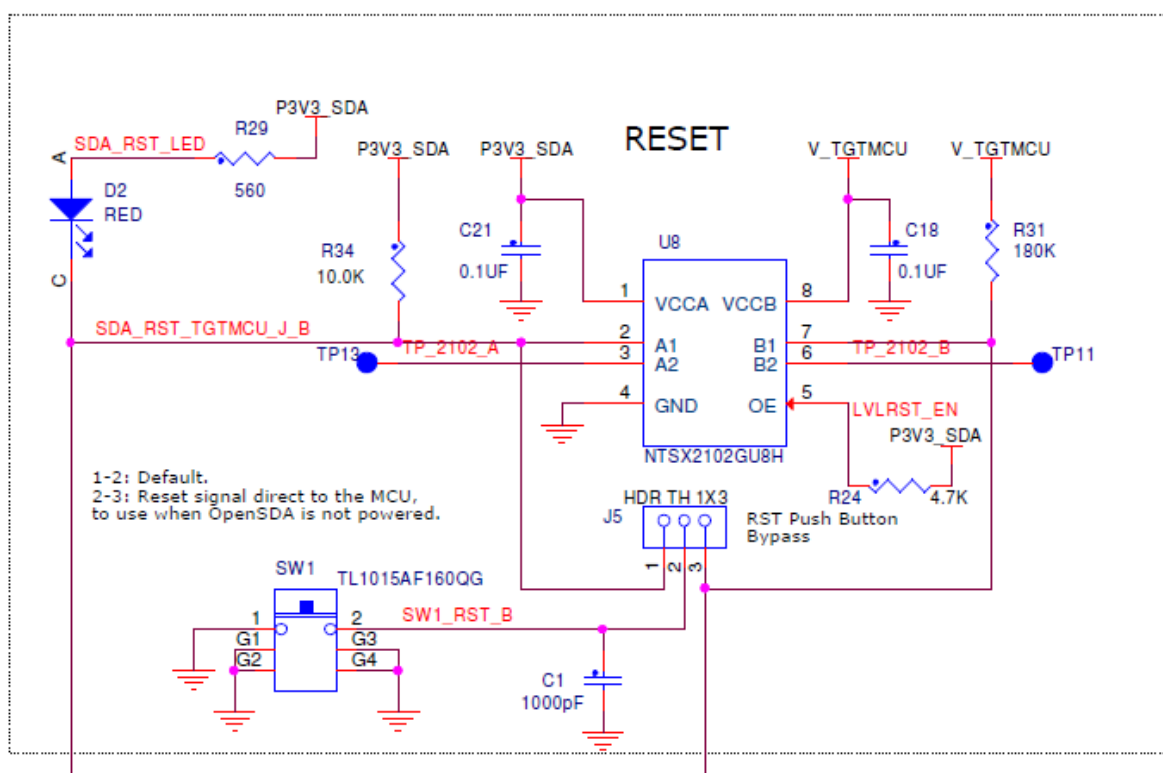 RESET
P3V3_SDA
R29
SDA_RST_LED
560
A
D2
RED
C
P3V3_SDA
R34
10.0K
P3V3_SDA
C21
0.1UF
V_TGTMCU
C18
0.1UF
V_TGTMCU
R31
180K
U8
1
VCCA
VCCB
8
SDA_RST_TGTMCU_J_B
2
A1
B1
7
TP13
TP_2102_A
3
A2
B2
6
TP_2102_B
TP11
4
GND
OE
5
LVLRST_EN
P3V3_SDA
NTSX2102GU8H
R24
4.7K
1-2: Default.
2-3: Reset signal direct to the MCU,
to use when OpenSDA is not powered.
HDR TH 1X3
J5
RST Push Button
Bypass
1
2
3
SW1
TL1015AF160QG
1
2
SW1_RST_B
G1
G3
G2
G4
C1
1000pF